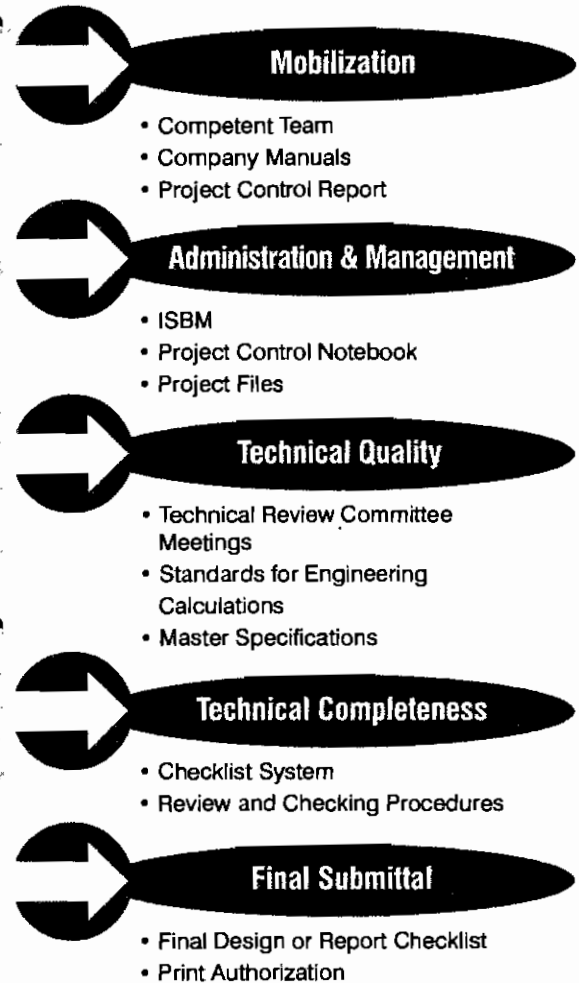 Mobilization
• Competent Team
• Company Manuals
• Project Control Report
Administration & Management
• ISBM
• Project Control Notebook
• Project Files
Technical Quality
• Technical Review Committee
Meetings
• Standards for Engineering
Calculations
• Master Specifications
Technical Completeness
• Checklist System
• Review and Checking Procedures
Final Submittal
• Final Design or Report Checklist
• Print Authorization